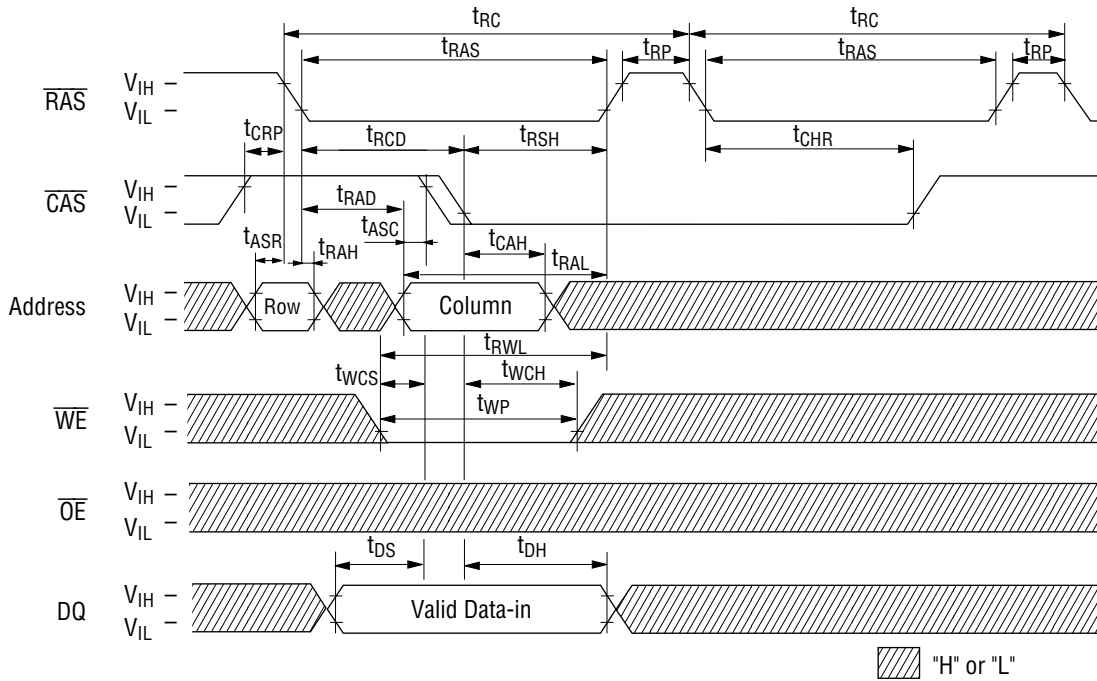 tRC tRC
tRAS tRP tRAS tRP
RAS VIH
VIL
tCRP tRCD tRSH tCHR
CAS VIH
VIL
tRAD
tASC
tASR tRAH tCAH
tRAL
Address VIH
VIL
Row Column
tRWL
tWCS tWCH
tWP
WE VIH
VIL
OE VIH
VIL
tDS tDH
DQ VIH
VIL
Valid Data-in
"H" or "L"